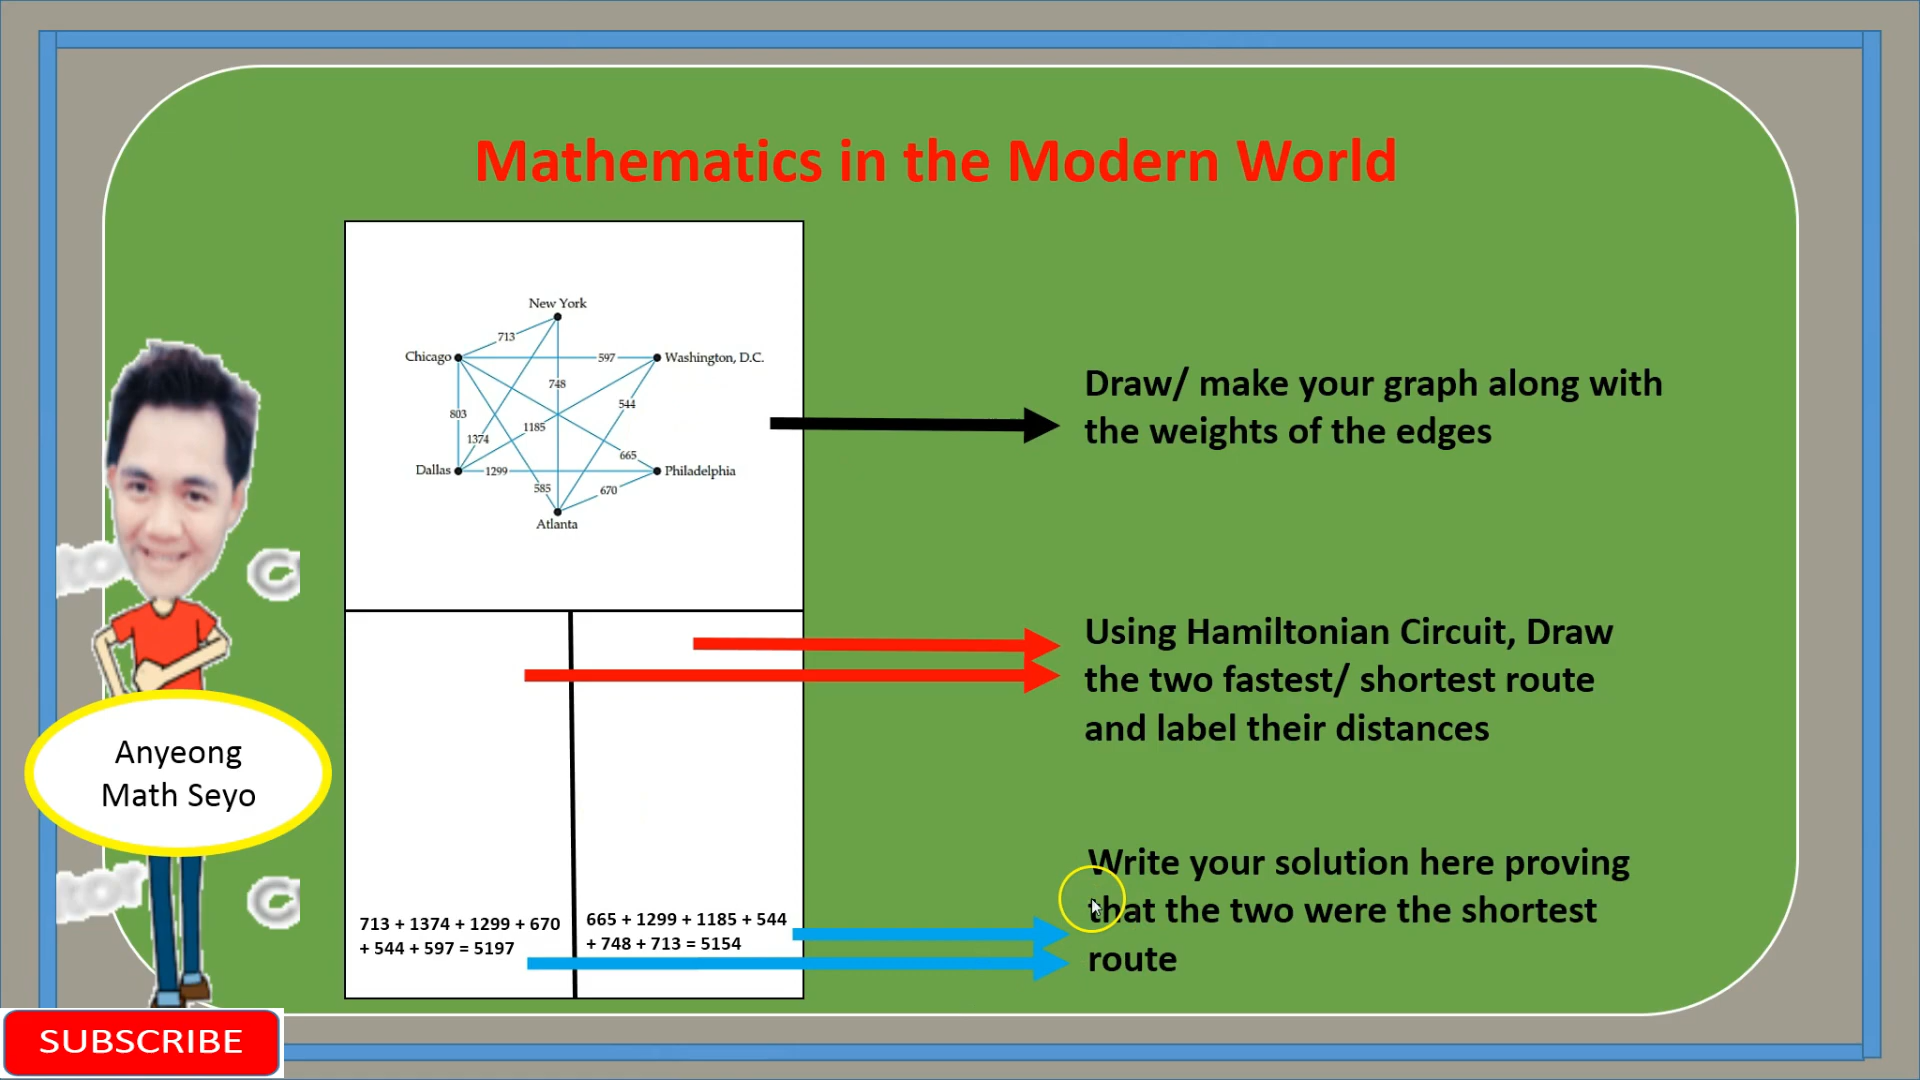 Mathematics in the Modern World
New York
713
Chicago
597
Washington, D.C.
748
544
803
1185
1374
665
Dallas
1299
Philadelphia
585
670
Atlanta
Draw/ make your graph along with
the weights of the edges
Using Hamiltonian Circuit, Draw
the two fastest/ shortest route
and label their distances
Anyeong
Math Seyo
713 + 1374 + 1299 + 670
+ 544 + 597 = 5197
665 + 1299 + 1185 + 544
+ 748 + 713 = 5154
Write your solution here proving
that the two were the shortest
route
SUBSCRIBE